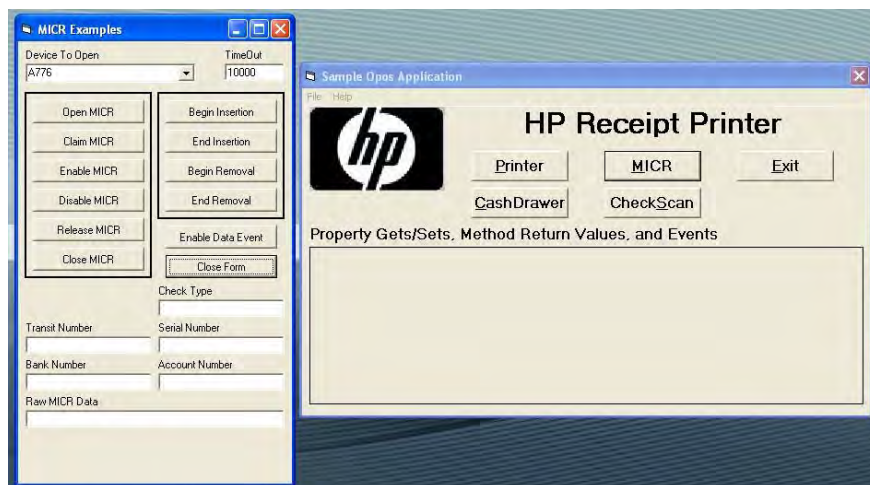 MICR Examples
Device To Open
TimeOut
A776
10000
Open MICR
Claim MICR
Enable MICR
Disable MICR
Release MICR
Close MICR
Begin Insertion
End Insertion
Begin Removal
End Removal
Enable Data Event
Close Form
Check Type
Transit Number
Serial Number
Bank Number
Account Number
Raw MICR Data
Sample Opos Application
File Help
hp
HP Receipt Printer
Printer
MICR
Exit
CashDrawer
CheckScan
Property Gets/Sets, Method Return Values, and Events